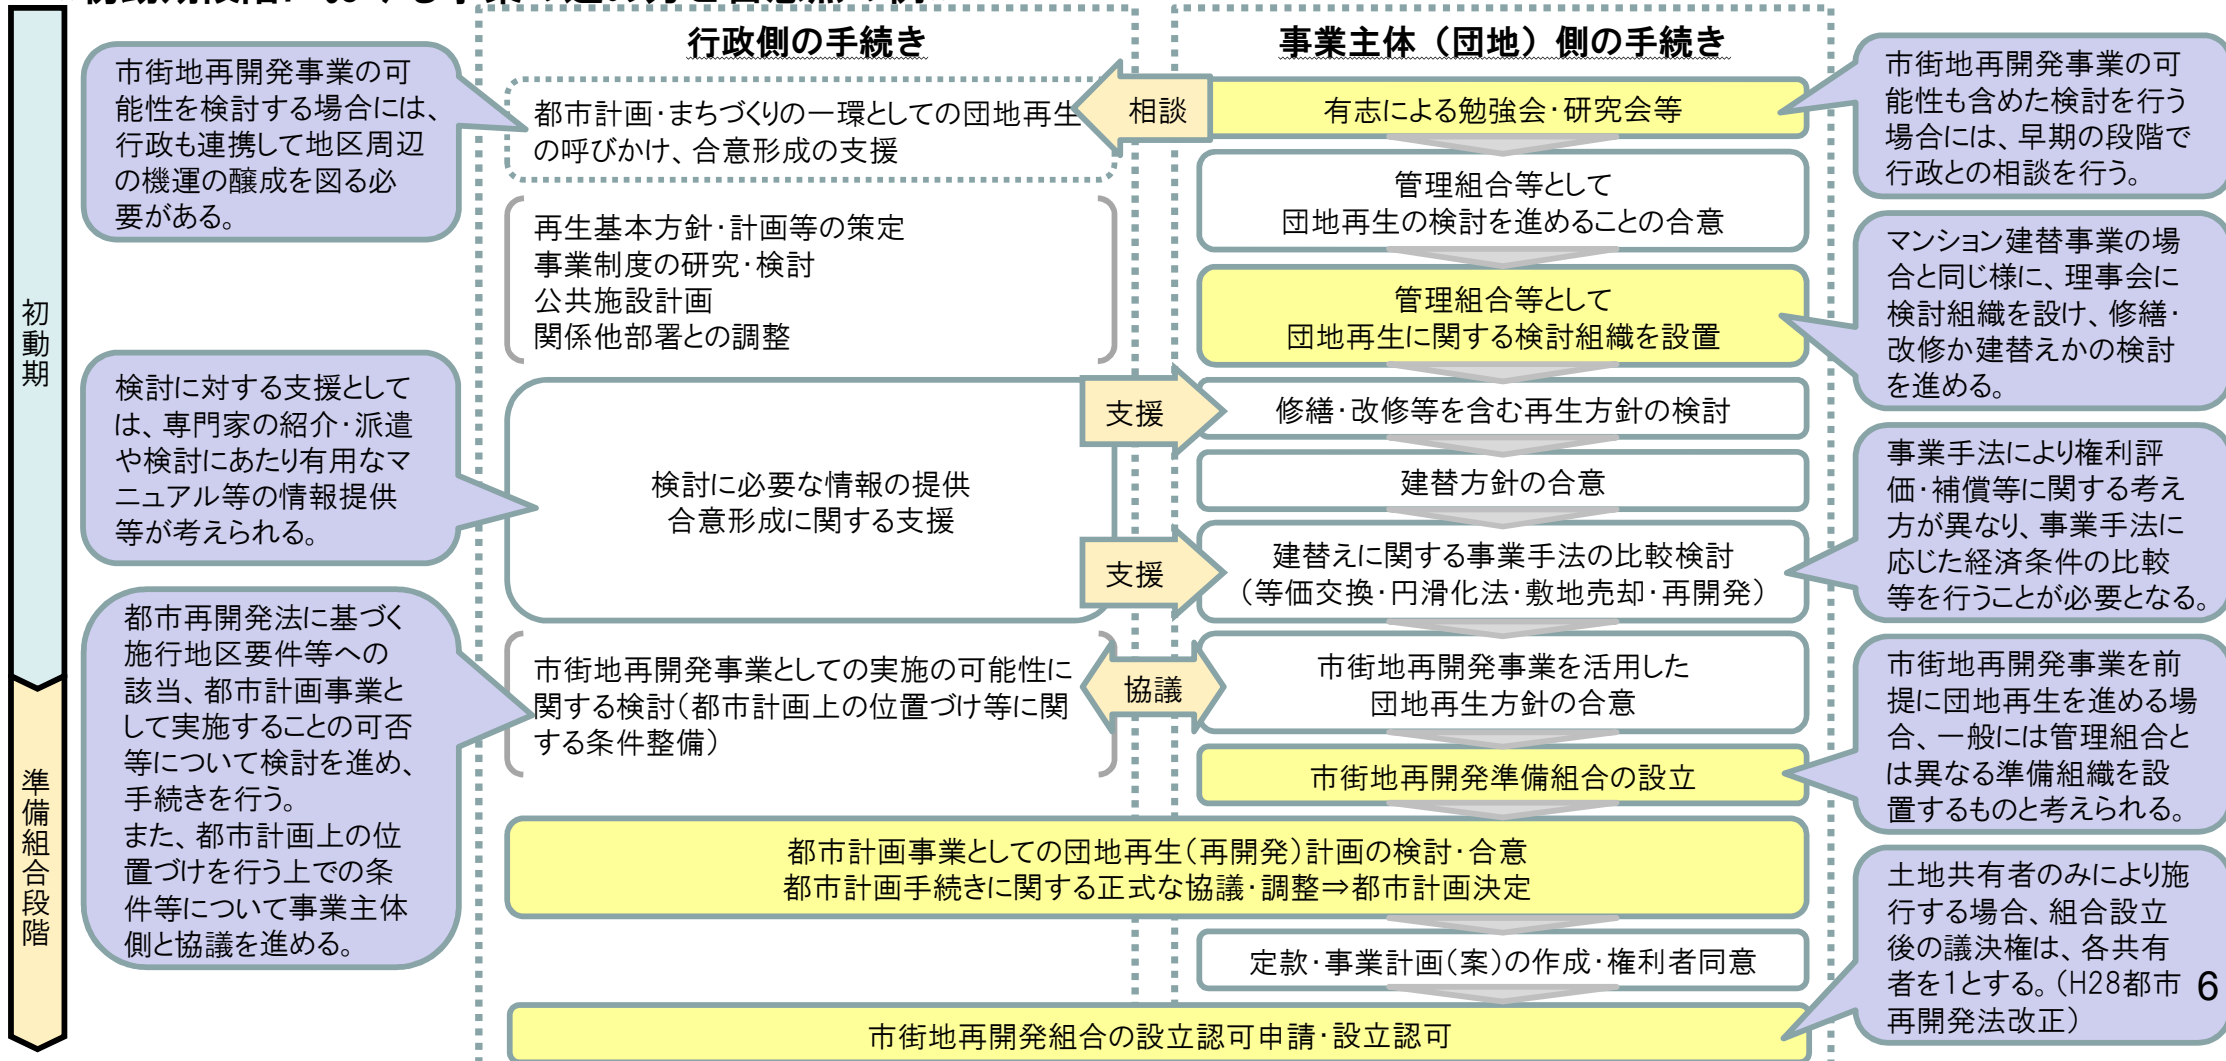 行政側の手続き
事業主体（団地）側の手続き
初動期
準備組合段階
市街地再開発事業の可
能性を検討する場合には、
行政も連携して地区周辺
の機運の醸成を図る必
要がある。
検討に対する支援として
は、専門家の紹介・派遣
や検討にあたり有用なマ
ニュアル等の情報提供
等が考えられる。
都市再開発法に基づく
施行地区要件等への
該当、都市計画事業と
して実施することの可否
等について検討を進め、
手続きを行う。
また、都市計画上の位
置づけを行う上での条
件等について事業主体
側と協議を進める。
都市計画・まちづくりの一環としての団地再生
の呼びかけ、合意形成の支援
再生基本方針・計画等の策定
事業制度の研究・検討
公共施設計画
関係他部署との調整
検討に必要な情報の提供
合意形成に関する支援
市街地再開発事業としての実施の可能性に
関する検討（都市計画上の位置づけ等に関
する条件整備）
相談
支援
支援
協議
有志による勉強会・研究会等
管理組合等として
団地再生の検討を進めることの合意
管理組合等として
団地再生に関する検討組織を設置
修繕・改修等を含む再生方針の検討
建替方針の合意
建替えに関する事業手法の比較検討
（等価交換・円滑化法・敷地売却・再開発）
市街地再開発事業を活用した
団地再生方針の合意
市街地再開発準備組合の設立
都市計画事業としての団地再生（再開発）計画の検討・合意
都市計画手続きに関する正式な協議・調整⇒都市計画決定
定款・事業計画（案）の作成・権利者同意
市街地再開発組合の設立認可申請・設立認可
市街地再開発事業の可
能性も含めた検討を行う
場合には、早期の段階で
行政との相談を行う。
マンション建替事業の場
合と同じ様に、理事会に
検討組織を設け、修繕・
改修か建替えかの検討
を進める。
事業手法により権利評
価・補償等に関する考え
方が異なり、事業手法に
応じた経済条件の比較
等を行うことが必要となる。
市街地再開発事業を前
提に団地再生を進める場
合、一般には管理組合と
は異なる準備組織を設
置するものと考えられる。
土地共有者のみにより施
行する場合、組合設立
後の議決権は、各共有
者を1とする。（H28都市
再開発法改正）
6